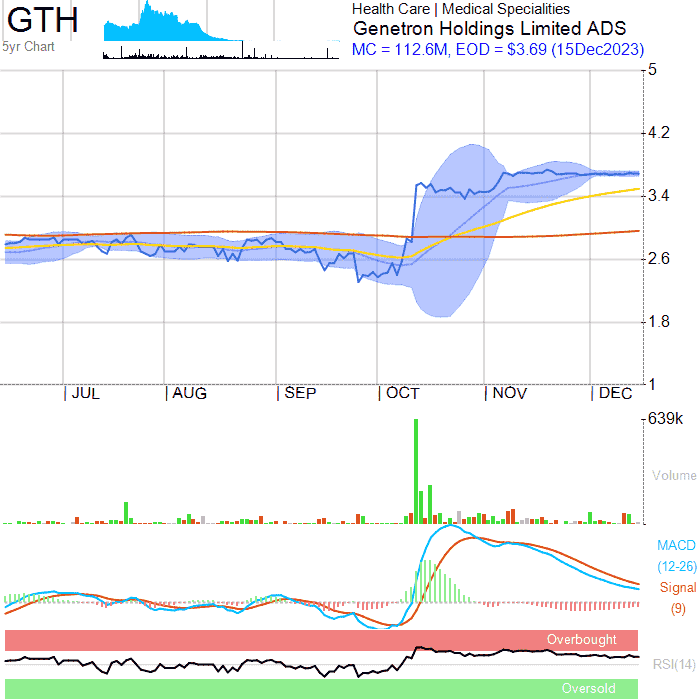 GTH
5yr Chart
Health Care | Medical Specialities
Genetron Holdings Limited ADS
MC = 112.6M, EOD = $3.69 (15Dec2023)
5
4.2
3.4
2.6
1.8
1
JUL AUG SEP OCT NOV DEC
639k
Volume
MACD
(12-26)
Signal
(9)
Overbought
RSI(14)
Oversold